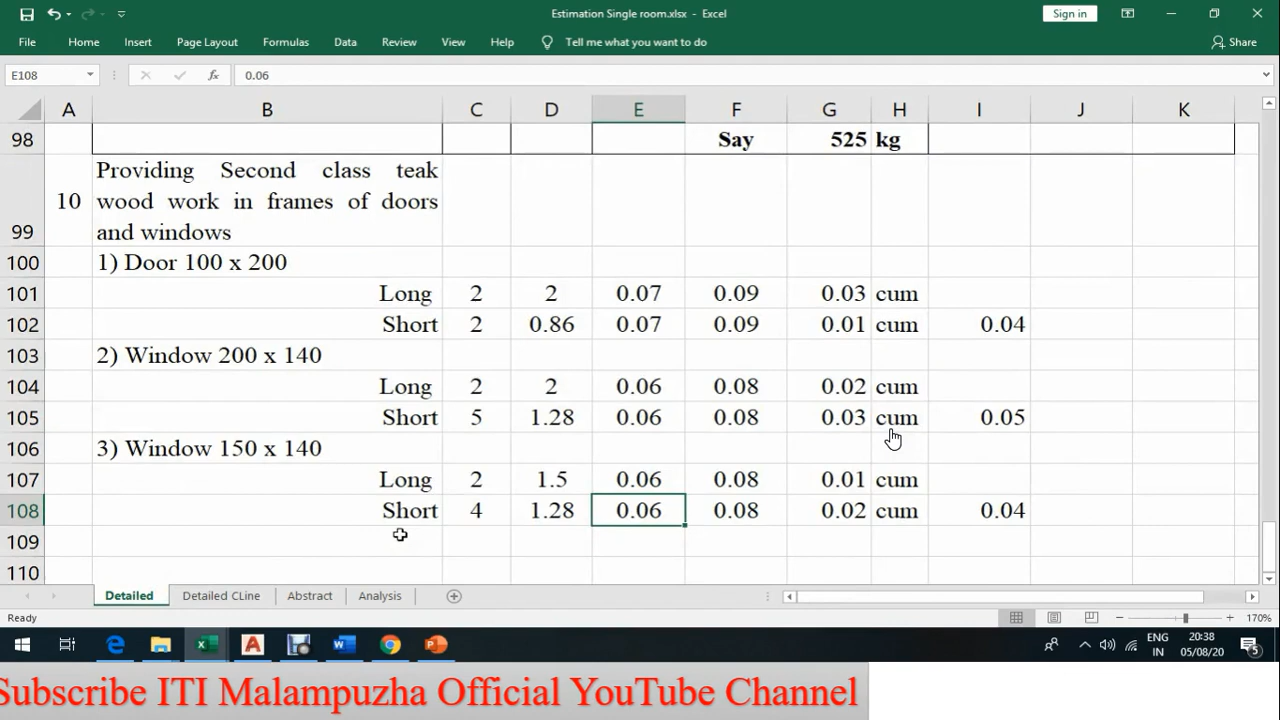 Estimation Single room.xlsx - Excel
Sign in
File Home Insert Page Layout Formulas Data Review View Help Tell me what you want to do Share
E108 fx 0.06
A B C D E F G H I J K
98 Say 525 kg
99 10 Providing Second class teak
wood work in frames of doors
and windows
100 1) Door 100 x 200
101 Long 2 2 0.07 0.09 0.03 cum
102 Short 2 0.86 0.07 0.09 0.01 cum 0.04
103 2) Window 200 x 140
104 Long 2 2 0.06 0.08 0.02 cum
105 Short 5 1.28 0.06 0.08 0.03 cum 0.05
106 3) Window 150 x 140
107 Long 2 1.5 0.06 0.08 0.01 cum
108 Short 4 1.28 0.06 0.08 0.02 cum 0.04
109
110
Detailed Detailed CLine Abstract Analysis
Ready 170%
ENG 20:38
IN 05/08/20 5
Subscribe ITI Malampuzha Official YouTube Channel